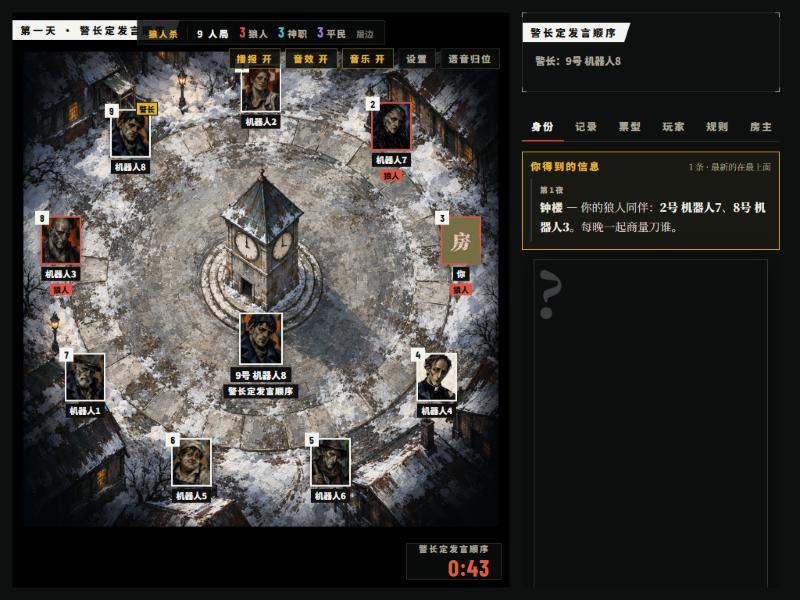 第一天 · 警长定发言
狼人杀 9 人局 3 狼人 3 神职 3 平民 屠边
播报 开 音效 开 音乐 开 设置 语音归位
9 警长
机器人8
机器人2
2
机器人7
狼人
8
机器人3
狼人
3
房
你
狼人
9号 机器人8
警长定发言顺序
7
机器人1
4
机器人4
6
机器人5
5
机器人6
警长定发言顺序
0:43
警长定发言顺序
警长: 9号 机器人8
身份 记录 票型 玩家 规则 房主
你得到的信息 1 条 · 最新的在最上面
第 1 夜
钟楼 — 你的狼人同伴: 2号 机器人7、8号 机
器人3。每晚一起商量刀谁。
?